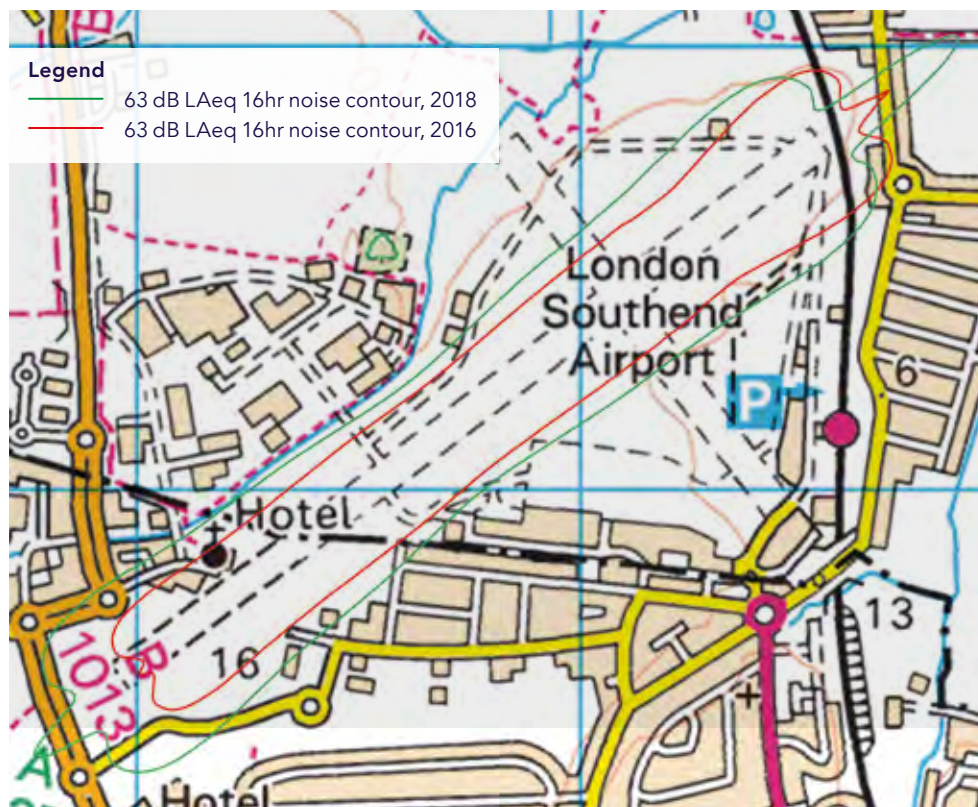 Legend
63 dB LAeq 16hr noise contour, 2018
63 dB LAeq 16hr noise contour, 2016
London
Southend
Airport
P
6
Hotel
13
16
B
1013
A
Hotel